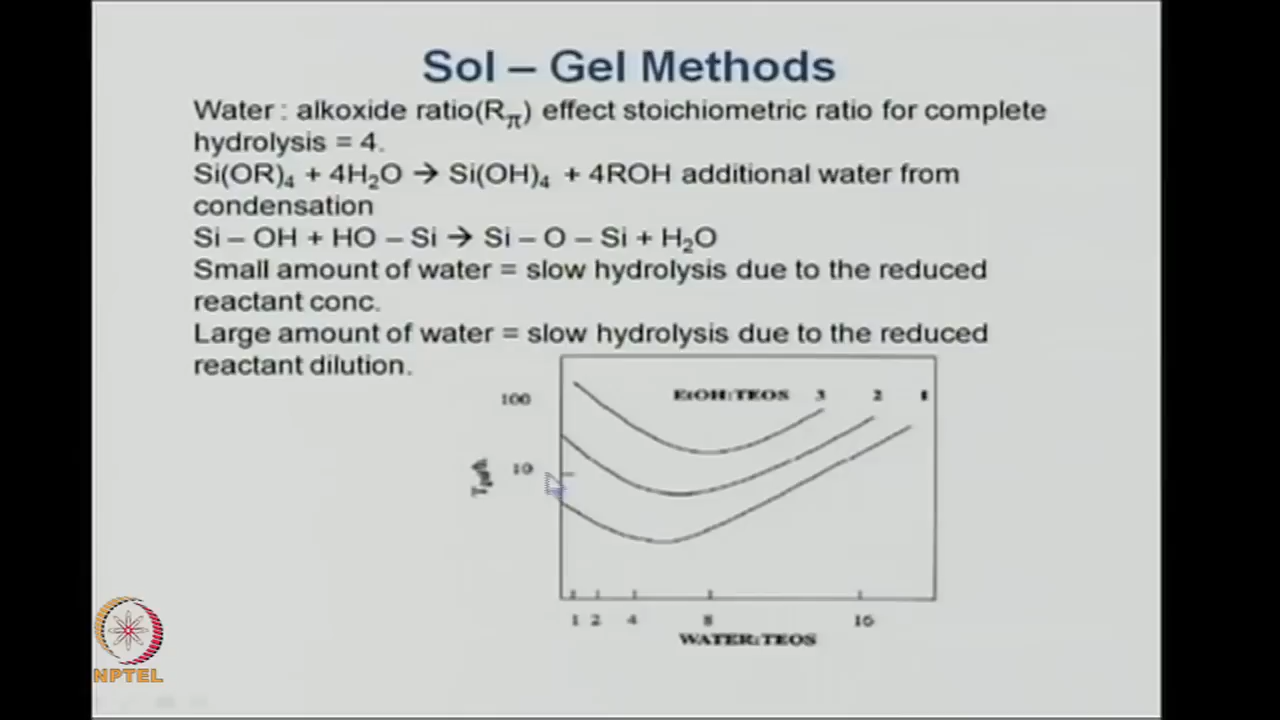 Sol – Gel Methods
Water : alkoxide ratio(Rπ) effect stoichiometric ratio for complete
hydrolysis = 4.
Si(OR)₄ + 4H₂O → Si(OH)₄ + 4ROH additional water from
condensation
Si – OH + HO – Si → Si – O – Si + H₂O
Small amount of water = slow hydrolysis due to the reduced
reactant conc.
Large amount of water = slow hydrolysis due to the reduced
reactant dilution.
EtOH:TEOS 3 2 1
100
10
1 2 4 8 16
WATER:TEOS
NPTEL